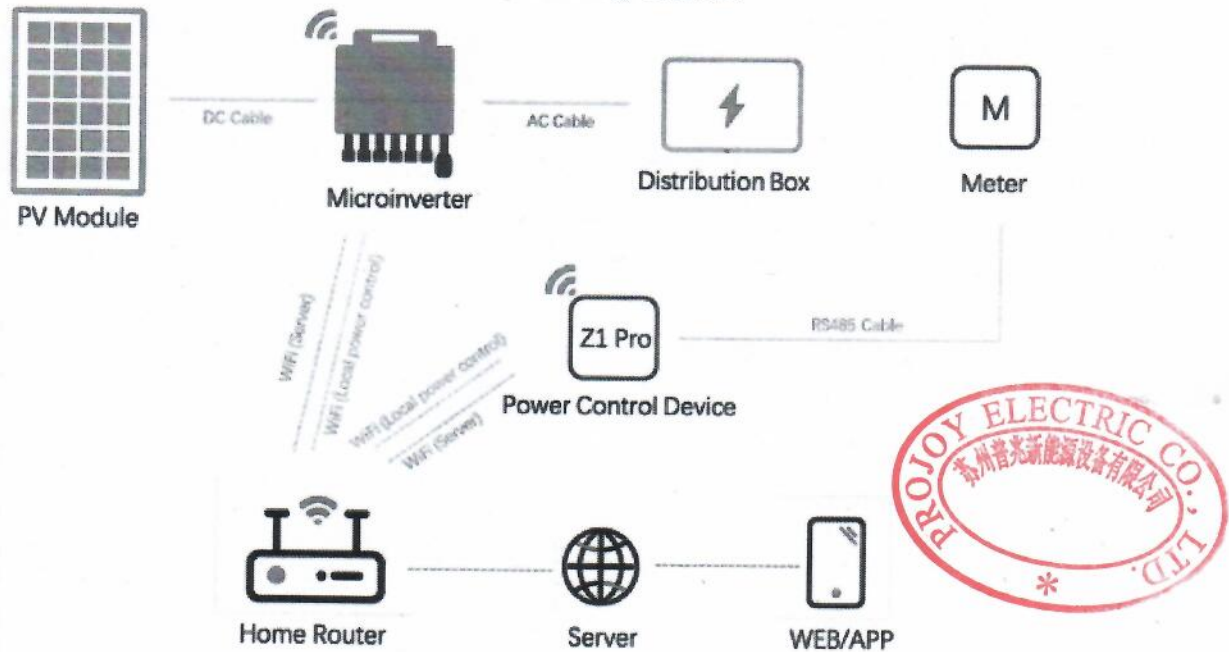 DC Cable
AC Cable
M
PV Module
Microinverter
Distribution Box
Meter
WiFi (Server)
WiFi (Local power control)
WiFi (Local power control)
WiFi (Server)
Z1 Pro
RS485 Cable
Power Control Device
PROJOY ELECTRIC CO., LTD.
苏州普兆新能源设备有限公司
Home Router
Server
WEB/APP